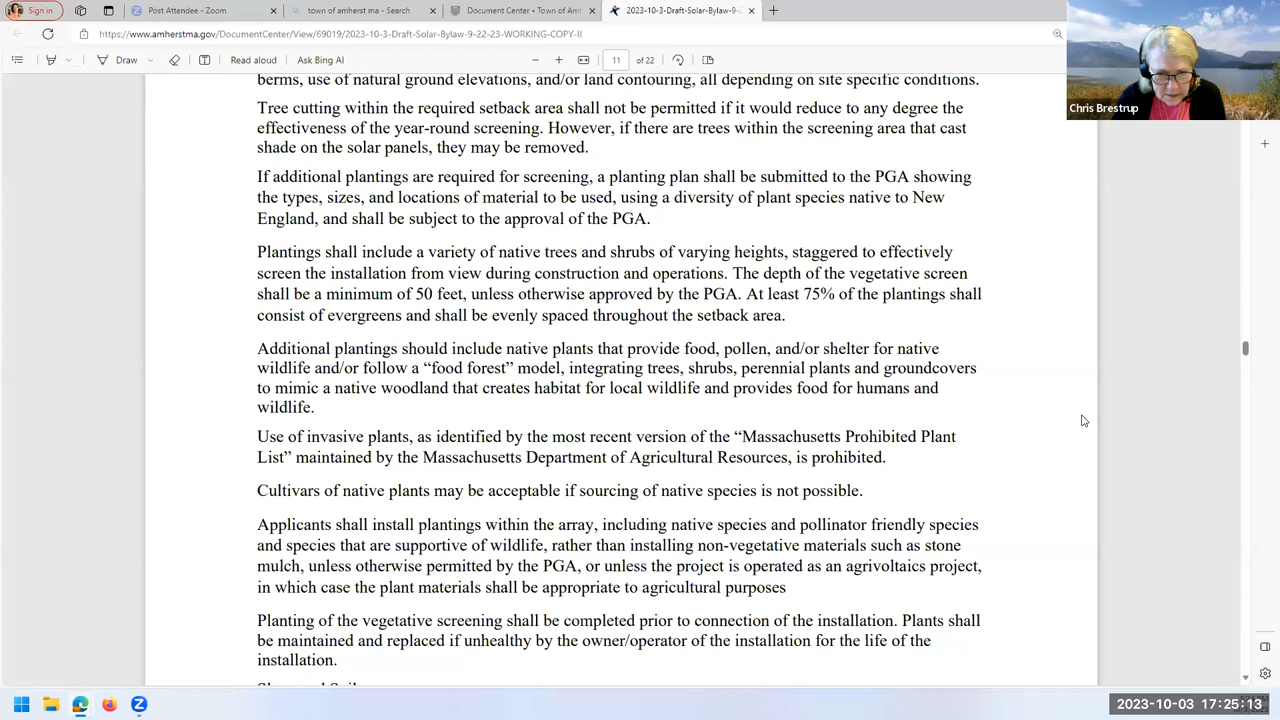 Sign in
Post Attendee - Zoom
town of amherst ma - Search
Document Center • Town of Am
2023-10-3-Draft-Solar-Bylaw-9-2
https://www.amherstma.gov/DocumentCenter/View/69019/2023-10-3-Draft-Solar-Bylaw-9-22-23-WORKING-COPY-II
Draw
Read aloud
Ask Bing AI
11 of 22
Chris Brestrup
berms, use of natural ground elevations, and/or land contouring, all depending on site specific conditions.
Tree cutting within the required setback area shall not be permitted if it would reduce to any degree the
effectiveness of the year-round screening. However, if there are trees within the screening area that cast
shade on the solar panels, they may be removed.
If additional plantings are required for screening, a planting plan shall be submitted to the PGA showing
the types, sizes, and locations of material to be used, using a diversity of plant species native to New
England, and shall be subject to the approval of the PGA.
Plantings shall include a variety of native trees and shrubs of varying heights, staggered to effectively
screen the installation from view during construction and operations. The depth of the vegetative screen
shall be a minimum of 50 feet, unless otherwise approved by the PGA. At least 75% of the plantings shall
consist of evergreens and shall be evenly spaced throughout the setback area.
Additional plantings should include native plants that provide food, pollen, and/or shelter for native
wildlife and/or follow a “food forest” model, integrating trees, shrubs, perennial plants and groundcovers
to mimic a native woodland that creates habitat for local wildlife and provides food for humans and
wildlife.
Use of invasive plants, as identified by the most recent version of the “Massachusetts Prohibited Plant
List” maintained by the Massachusetts Department of Agricultural Resources, is prohibited.
Cultivars of native plants may be acceptable if sourcing of native species is not possible.
Applicants shall install plantings within the array, including native species and pollinator friendly species
and species that are supportive of wildlife, rather than installing non-vegetative materials such as stone
mulch, unless otherwise permitted by the PGA, or unless the project is operated as an agrivoltaics project,
in which case the plant materials shall be appropriate to agricultural purposes
Planting of the vegetative screening shall be completed prior to connection of the installation. Plants shall
be maintained and replaced if unhealthy by the owner/operator of the installation for the life of the
installation.
2023-10-03 17:25:13